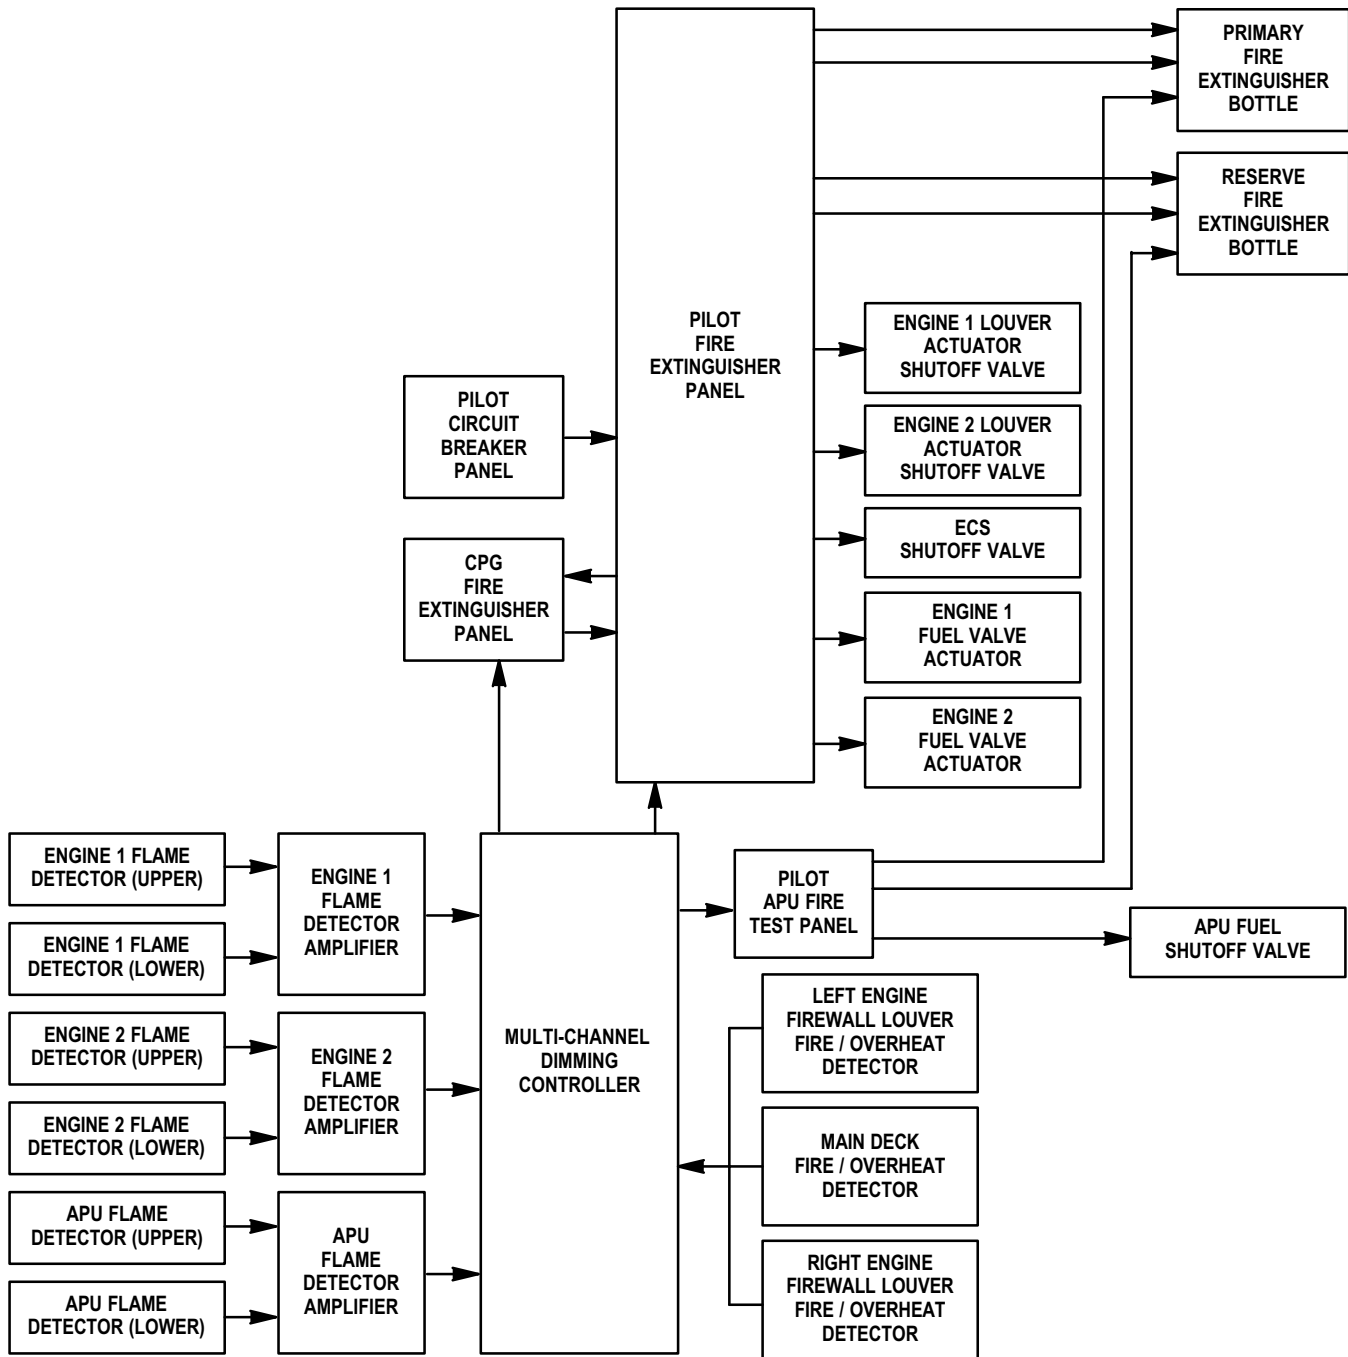 PRIMARY
FIRE
EXTINGUISHER
BOTTLE
RESERVE
FIRE
EXTINGUISHER
BOTTLE
PILOT
FIRE
EXTINGUISHER
PANEL
ENGINE 1 LOUVER
ACTUATOR
SHUTOFF VALVE
PILOT
CIRCUIT
BREAKER
PANEL
ENGINE 2 LOUVER
ACTUATOR
SHUTOFF VALVE
ECS
SHUTOFF VALVE
CPG
FIRE
EXTINGUISHER
PANEL
ENGINE 1
FUEL VALVE
ACTUATOR
ENGINE 2
FUEL VALVE
ACTUATOR
ENGINE 1 FLAME
DETECTOR (UPPER)
ENGINE 1 FLAME
DETECTOR (LOWER)
ENGINE 1
FLAME
DETECTOR
AMPLIFIER
PILOT
APU FIRE
TEST PANEL
APU FUEL
SHUTOFF VALVE
ENGINE 2 FLAME
DETECTOR (UPPER)
ENGINE 2 FLAME
DETECTOR (LOWER)
ENGINE 2
FLAME
DETECTOR
AMPLIFIER
MULTI-CHANNEL
DIMMING
CONTROLLER
LEFT ENGINE
FIREWALL LOUVER
FIRE / OVERHEAT
DETECTOR
MAIN DECK
FIRE / OVERHEAT
DETECTOR
APU FLAME
DETECTOR (UPPER)
APU FLAME
DETECTOR (LOWER)
APU
FLAME
DETECTOR
AMPLIFIER
RIGHT ENGINE
FIREWALL LOUVER
FIRE / OVERHEAT
DETECTOR